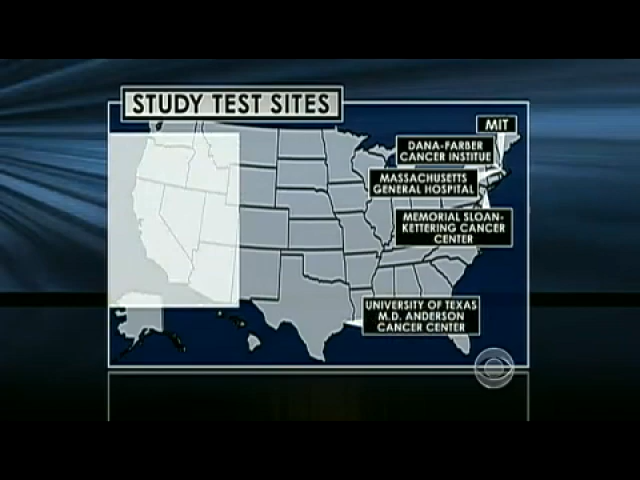 STUDY TEST SITES
MIT
DANA-FARBER
CANCER INSTITUE
MASSACHUSETTS
GENERAL HOSPITAL
MEMORIAL SLOAN-
KETTERING CANCER
CENTER
UNIVERSITY OF TEXAS
M.D. ANDERSON
CANCER CENTER